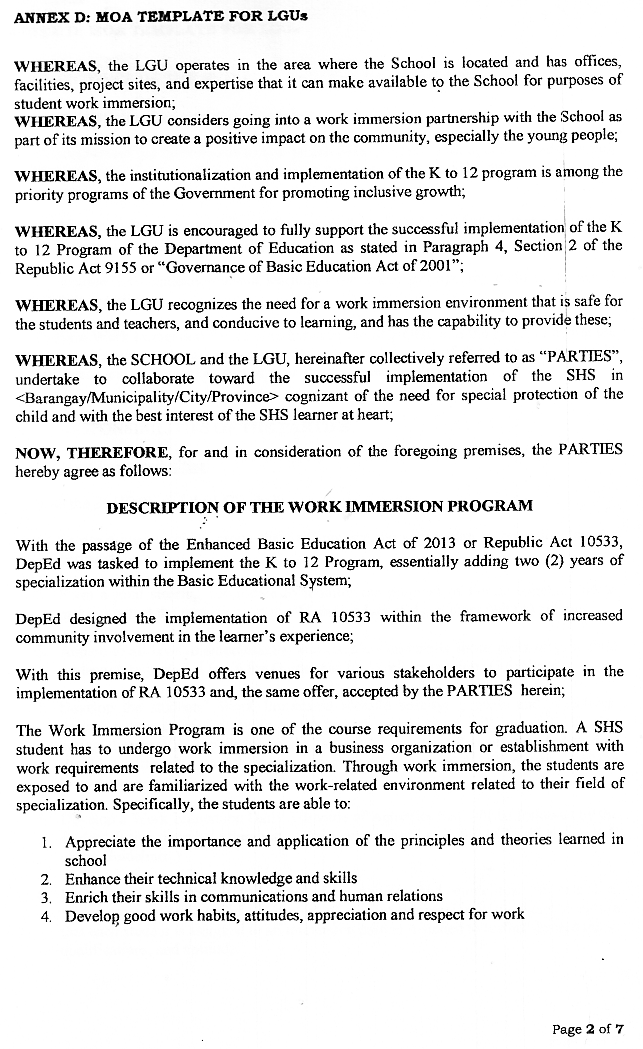 ANNEX D: MOA TEMPLATE FOR LGUs
WHEREAS, the LGU operates in the area where the School is located and has offices,
facilities, project sites, and expertise that it can make available to the School for purposes of
student work immersion;
WHEREAS, the LGU considers going into a work immersion partnership with the School as
part of its mission to create a positive impact on the community, especially the young people;
WHEREAS, the institutionalization and implementation of the K to 12 program is among the
priority programs of the Government for promoting inclusive growth;
WHEREAS, the LGU is encouraged to fully support the successful implementation of the K
to 12 Program of the Department of Education as stated in Paragraph 4, Section 2 of the
Republic Act 9155 or “Governance of Basic Education Act of 2001”;
WHEREAS, the LGU recognizes the need for a work immersion environment that is safe for
the students and teachers, and conducive to learning, and has the capability to provide these;
WHEREAS, the SCHOOL and the LGU, hereinafter collectively referred to as “PARTIES”,
undertake to collaborate toward the successful implementation of the SHS in
<Barangay/Municipality/City/Province> cognizant of the need for special protection of the
child and with the best interest of the SHS learner at heart;
NOW, THEREFORE, for and in consideration of the foregoing premises, the PARTIES
hereby agree as follows:
DESCRIPTION OF THE WORK IMMERSION PROGRAM
With the passage of the Enhanced Basic Education Act of 2013 or Republic Act 10533,
DepEd was tasked to implement the K to 12 Program, essentially adding two (2) years of
specialization within the Basic Educational System;
DepEd designed the implementation of RA 10533 within the framework of increased
community involvement in the learner’s experience;
With this premise, DepEd offers venues for various stakeholders to participate in the
implementation of RA 10533 and, the same offer, accepted by the PARTIES herein;
The Work Immersion Program is one of the course requirements for graduation. A SHS
student has to undergo work immersion in a business organization or establishment with
work requirements related to the specialization. Through work immersion, the students are
exposed to and are familiarized with the work-related environment related to their field of
specialization. Specifically, the students are able to:
1. Appreciate the importance and application of the principles and theories learned in
school
2. Enhance their technical knowledge and skills
3. Enrich their skills in communications and human relations
4. Develop good work habits, attitudes, appreciation and respect for work
Page 2 of 7